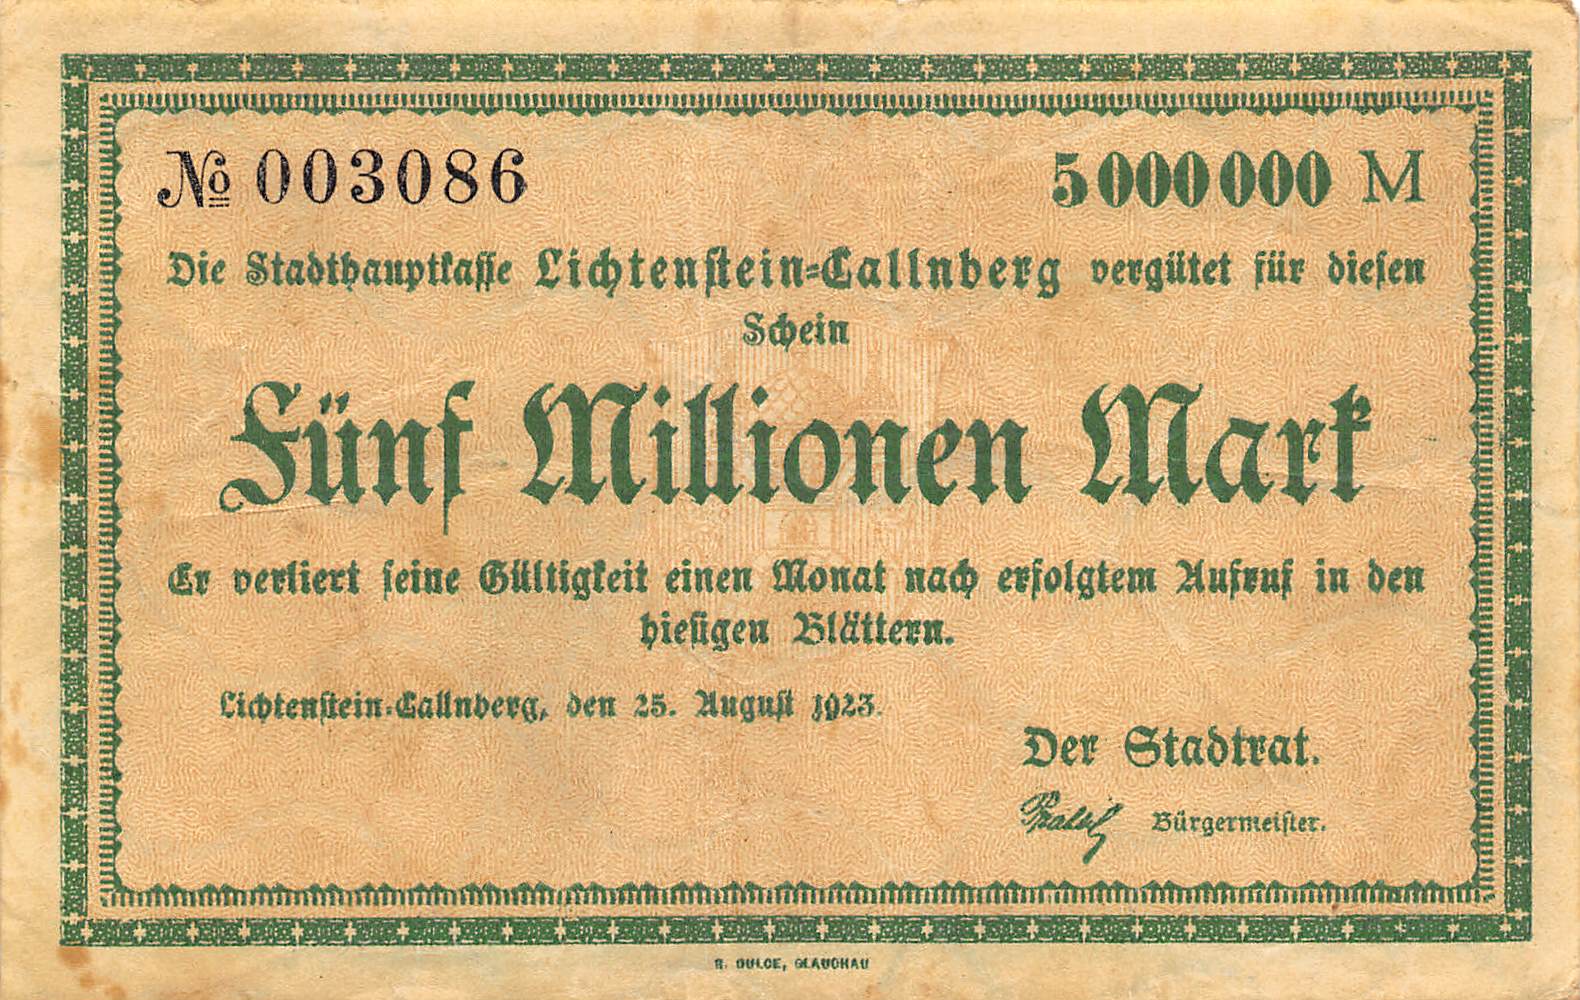 № 003086
5000000 M
Die Stadthauptkasse Lichtenstein=Callnberg vergütet für diesen
Schein
Fünf Millionen Mark
Er verliert seine Gültigkeit einen Monat nach erfolgtem Aufruf in den
hiesigen Blättern.
Lichtenstein-Callnberg, den 25. August 1923.
Der Stadtrat.
Bürgermeister.
R. DULCE, GLAUCHAU